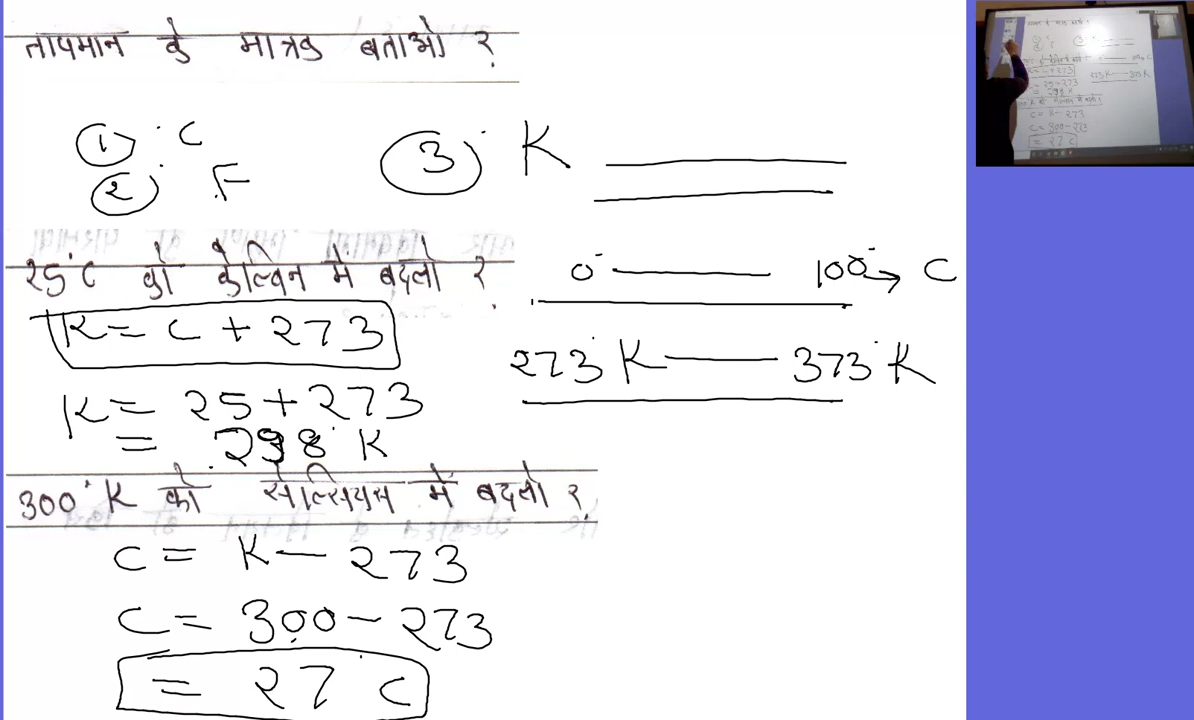 तापमान के मात्रक बताओ ?
① °C
② °F
③ °K
25°C को केल्विन में बदलो ?
K = C + 273
K = 25 + 273
= 298°K
0° — 100° → C
273°K — 373°K
300°K को सेल्सियस में बदलो ?
C = K — 273
C = 300 — 273
= 27°C